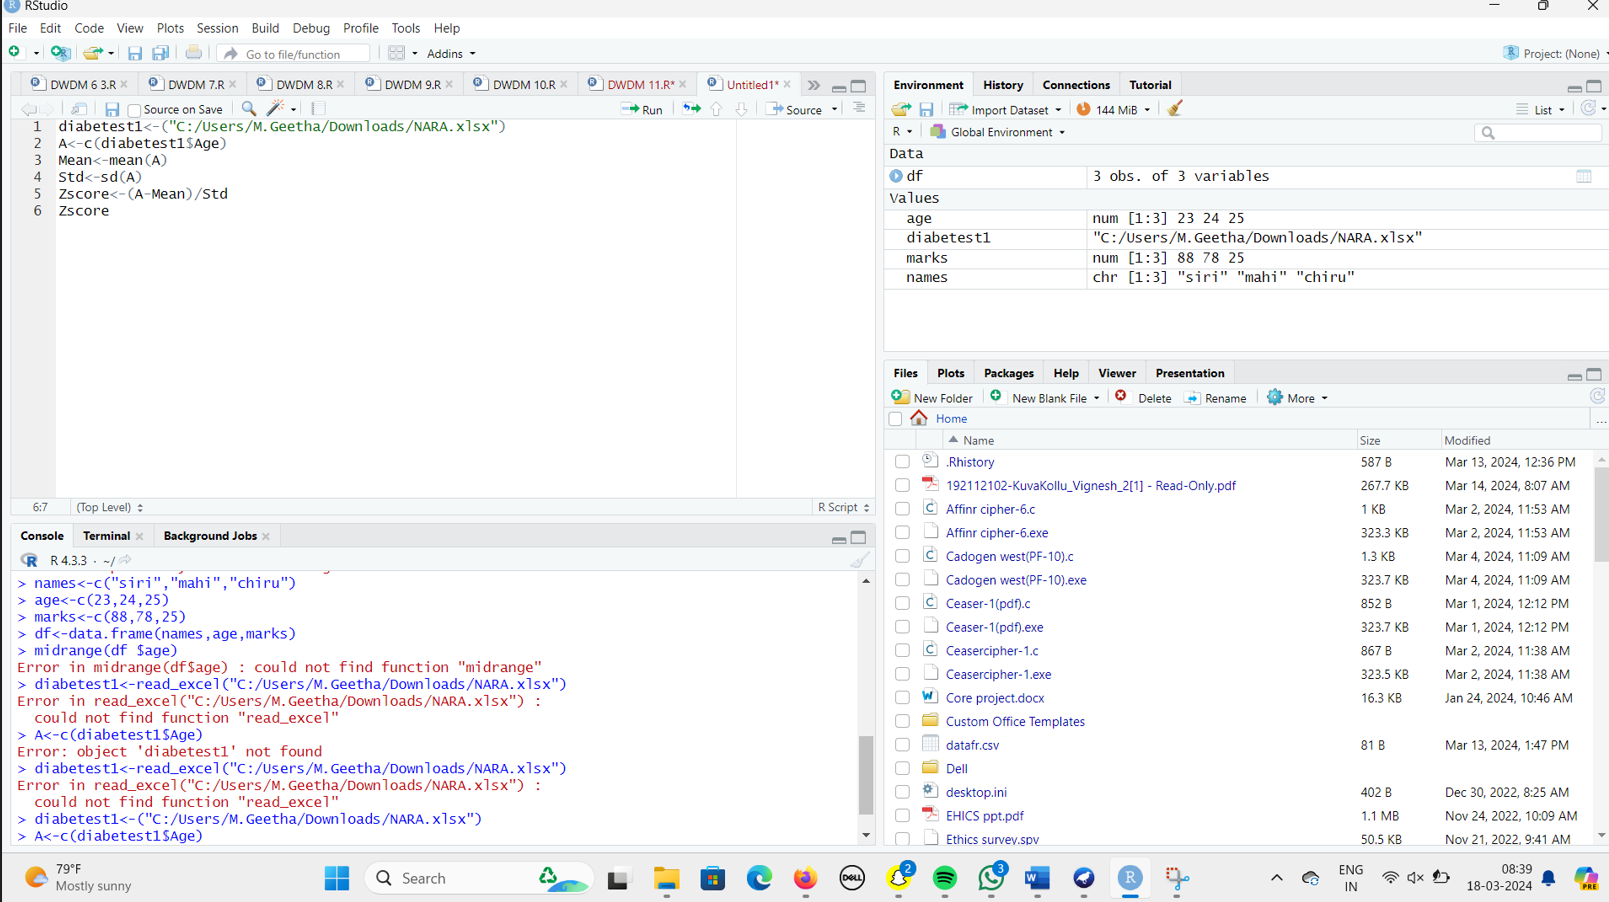 RStudio
File Edit Code View Plots Session Build Debug Profile Tools Help
Go to file/function Addins Project: (None)
DWDM 6 3.R DWDM 7.R DWDM 8.R DWDM 9.R DWDM 10.R DWDM 11.R* Untitled1*
Source on Save Run Source
1 diabetest1<-("C:/Users/M.Geetha/Downloads/NARA.xlsx")
2 A<-c(diabetest1$Age)
3 Mean<-mean(A)
4 Std<-sd(A)
5 Zscore<-(A-Mean)/Std
6 Zscore
6:7 (Top Level) R Script
Console Terminal Background Jobs
R 4.3.3 · ~/
> names<-c("siri","mahi","chiru")
> age<-c(23,24,25)
> marks<-c(88,78,25)
> df<-data.frame(names,age,marks)
> midrange(df $age)
Error in midrange(df$age) : could not find function "midrange"
> diabetest1<-read_excel("C:/Users/M.Geetha/Downloads/NARA.xlsx")
Error in read_excel("C:/Users/M.Geetha/Downloads/NARA.xlsx") :
could not find function "read_excel"
> A<-c(diabetest1$Age)
Error: object 'diabetest1' not found
> diabetest1<-read_excel("C:/Users/M.Geetha/Downloads/NARA.xlsx")
Error in read_excel("C:/Users/M.Geetha/Downloads/NARA.xlsx") :
could not find function "read_excel"
> diabetest1<-("C:/Users/M.Geetha/Downloads/NARA.xlsx")
> A<-c(diabetest1$Age)
Environment History Connections Tutorial
Import Dataset 144 MiB List
R Global Environment
Data
df 3 obs. of 3 variables
Values
age num [1:3] 23 24 25
diabetest1 "C:/Users/M.Geetha/Downloads/NARA.xlsx"
marks num [1:3] 88 78 25
names chr [1:3] "siri" "mahi" "chiru"
Files Plots Packages Help Viewer Presentation
New Folder New Blank File Delete Rename More
Home ...
Name Size Modified
.Rhistory 587 B Mar 13, 2024, 12:36 PM
192112102-KuvaKollu_Vignesh_2[1] - Read-Only.pdf 267.7 KB Mar 14, 2024, 8:07 AM
Affinr cipher-6.c 1 KB Mar 2, 2024, 11:53 AM
Affinr cipher-6.exe 323.3 KB Mar 2, 2024, 11:53 AM
Cadogen west(PF-10).c 1.3 KB Mar 4, 2024, 11:09 AM
Cadogen west(PF-10).exe 323.7 KB Mar 4, 2024, 11:09 AM
Ceaser-1(pdf).c 852 B Mar 1, 2024, 12:12 PM
Ceaser-1(pdf).exe 323.7 KB Mar 1, 2024, 12:12 PM
Ceasercipher-1.c 867 B Mar 2, 2024, 11:38 AM
Ceasercipher-1.exe 323.5 KB Mar 2, 2024, 11:38 AM
Core project.docx 16.3 KB Jan 24, 2024, 10:46 AM
Custom Office Templates
datafr.csv 81 B Mar 13, 2024, 1:47 PM
Dell
desktop.ini 402 B Dec 30, 2022, 8:25 AM
EHICS ppt.pdf 1.1 MB Nov 24, 2022, 10:09 AM
Ethics survey.spv 50.5 KB Nov 21, 2022, 9:41 AM
79°F
Mostly sunny
Search
DELL
2
3
ENG
IN
08:39
18-03-2024
PRE